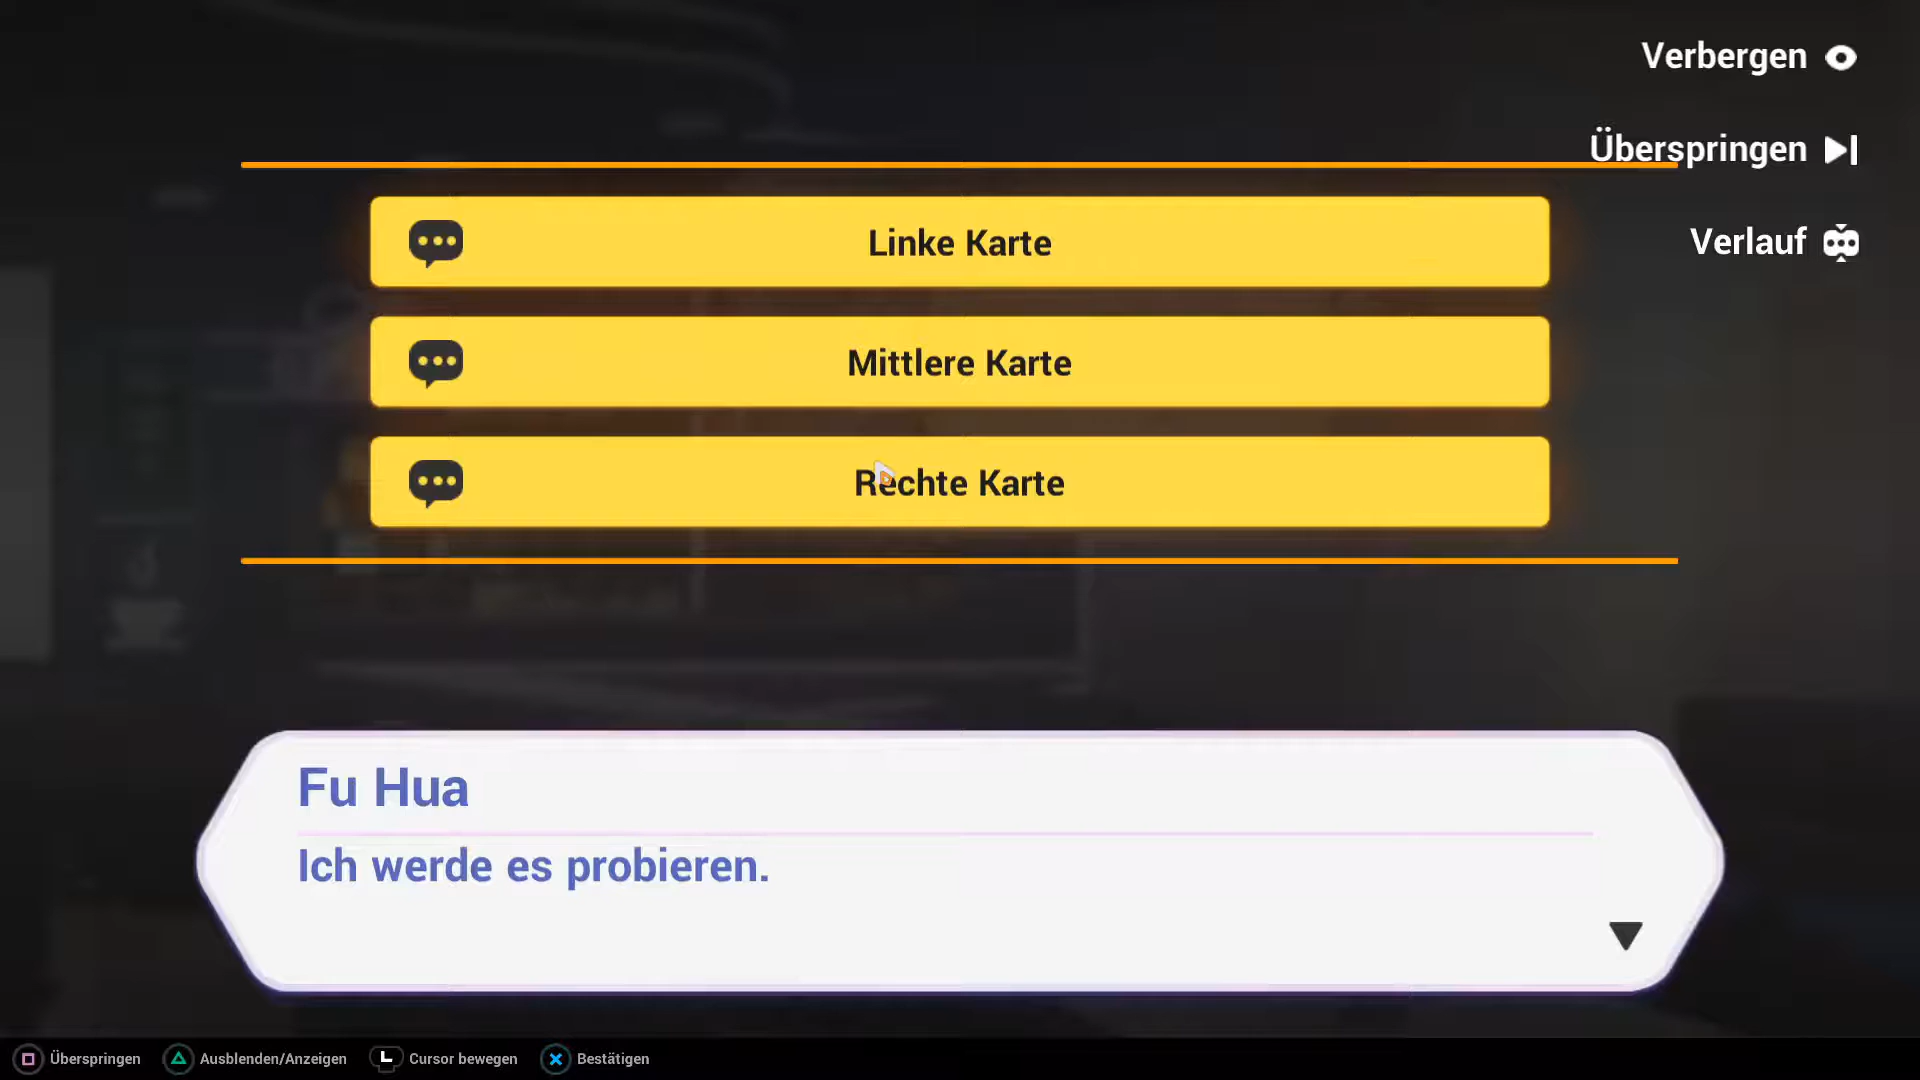 Verbergen
Überspringen
Verlauf
Linke Karte
Mittlere Karte
Rechte Karte
Fu Hua
Ich werde es probieren.
Überspringen
Ausblenden/Anzeigen
L
Cursor bewegen
Bestätigen